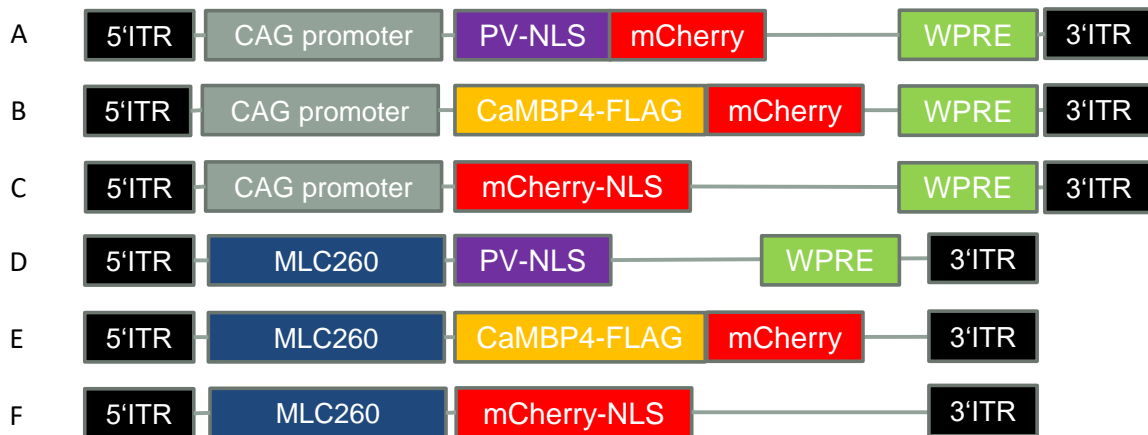 A 5‘ITR CAG promoter PV-NLS mCherry WPRE 3‘ITR
B 5‘ITR CAG promoter CaMBP4-FLAG mCherry WPRE 3‘ITR
C 5‘ITR CAG promoter mCherry-NLS WPRE 3‘ITR
D 5‘ITR MLC260 PV-NLS WPRE 3‘ITR
E 5‘ITR MLC260 CaMBP4-FLAG mCherry 3‘ITR
F 5‘ITR MLC260 mCherry-NLS 3‘ITR